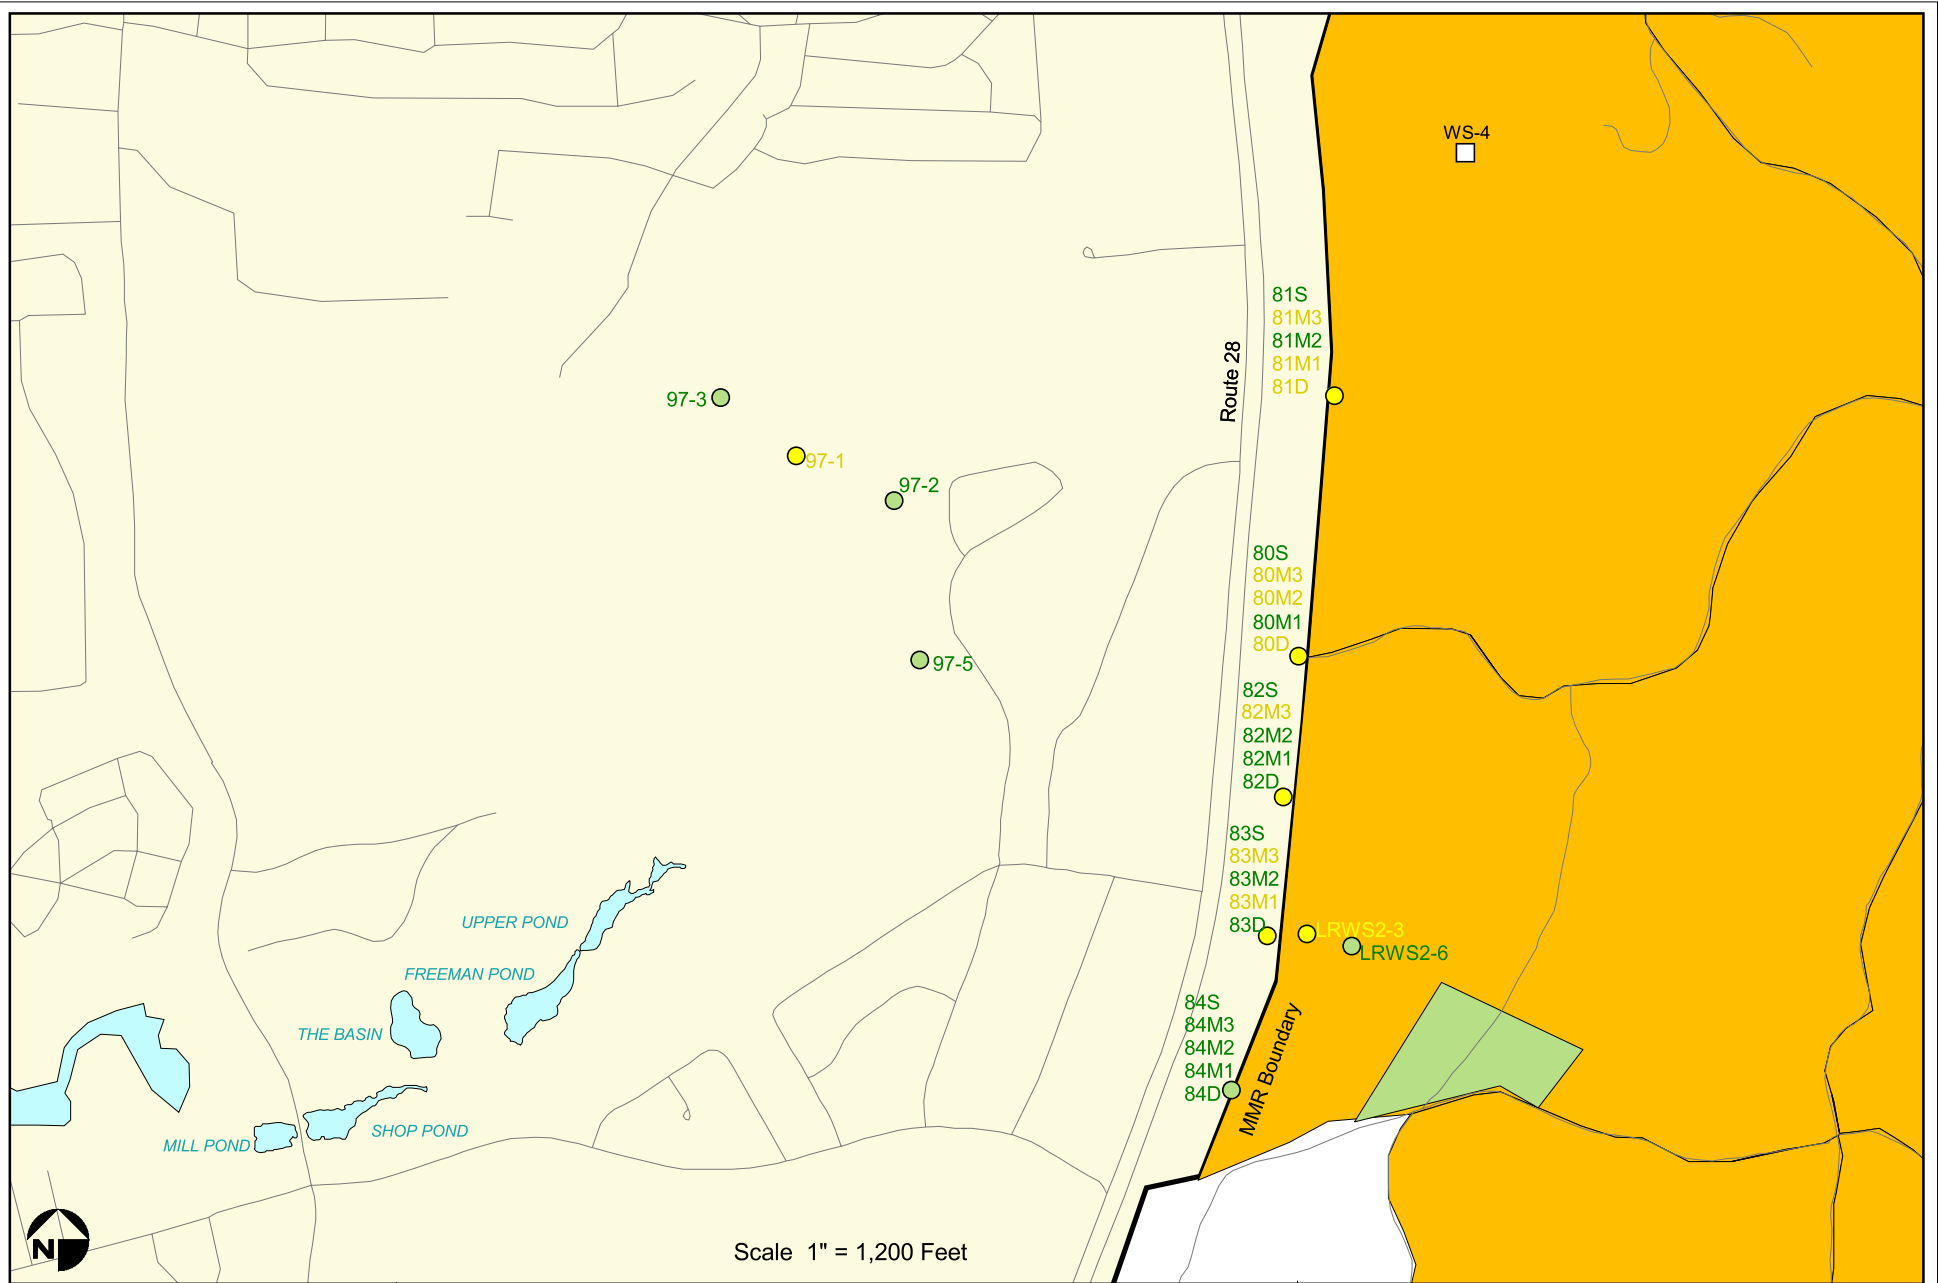 WS-4
81S
81M3
81M2
81M1
81D
Route 28
97-3
97-1
97-2
80S
80M3
80M2
80M1
80D
97-5
82S
82M3
82M2
82M1
82D
83S
83M3
83M2
83M1
83D
LRWS2-3
LRWS2-6
UPPER POND
FREEMAN POND
THE BASIN
84S
84M3
84M2
84M1
84D
MMR Boundary
SHOP POND
MILL POND
N
Scale 1" = 1,200 Feet